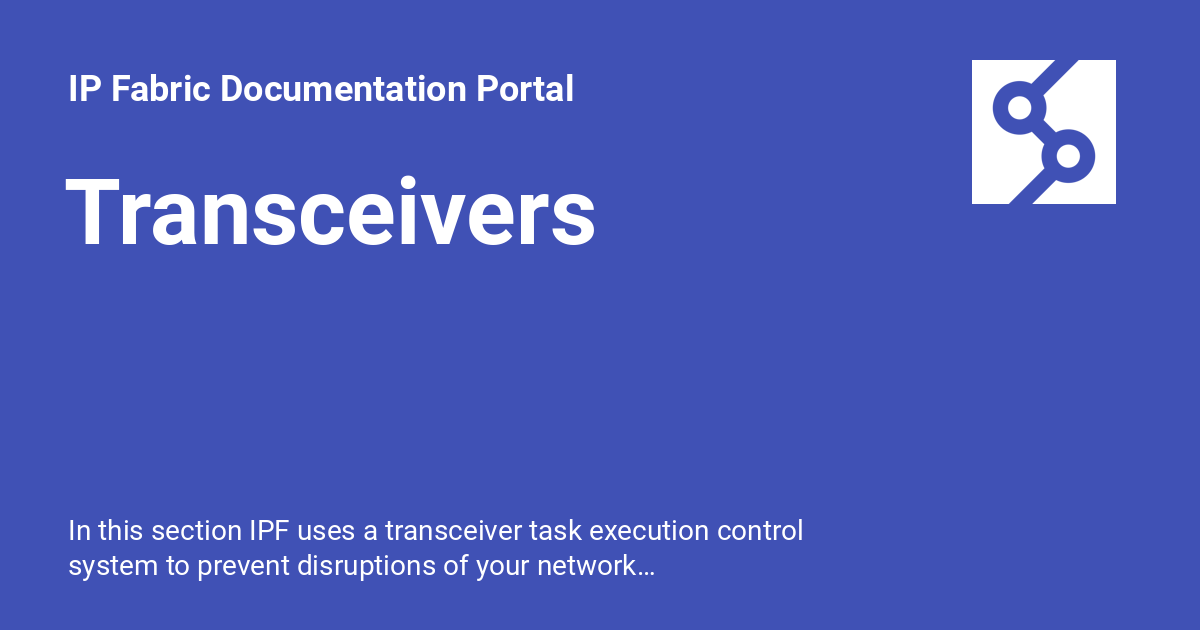 IP Fabric Documentation Portal
Transceivers
In this section IPF uses a transceiver task execution control
system to prevent disruptions of your network…